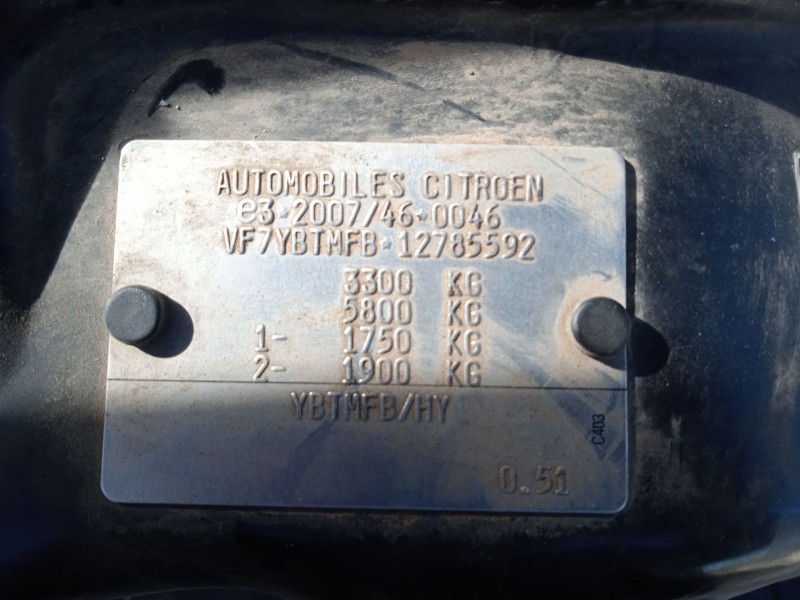 AUTOMOBILES CITROEN
e3*2007/46*0046
VF7YBTMFB*12785592
3300 KG
5800 KG
1- 1750 KG
2- 1900 KG
YBTMFB/HY
C403
0.51